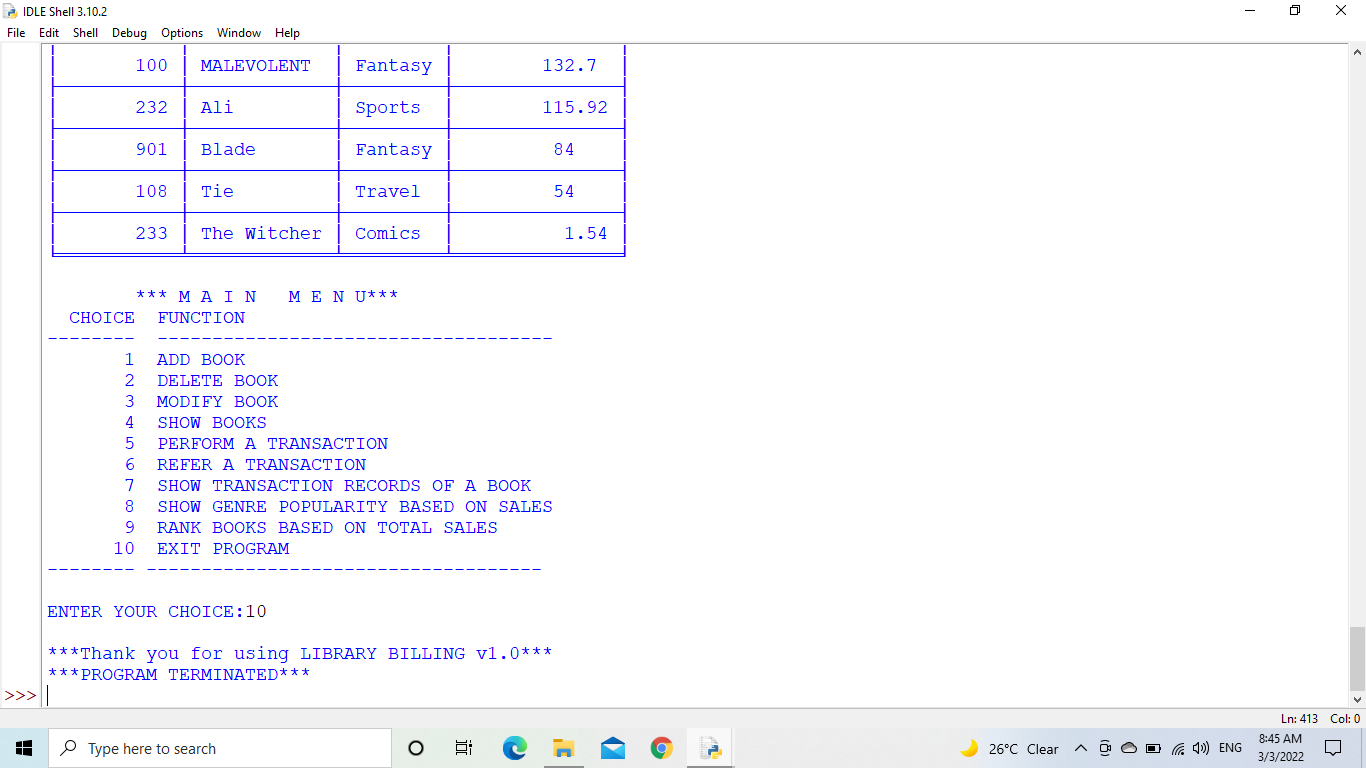 IDLE Shell 3.10.2
File Edit Shell Debug Options Window Help
100 MALEVOLENT Fantasy 132.7
232 Ali Sports 115.92
901 Blade Fantasy 84
108 Tie Travel 54
233 The Witcher Comics 1.54
*** M A I N   M E N U***
CHOICE FUNCTION
-------- ------------------------------------
1 ADD BOOK
2 DELETE BOOK
3 MODIFY BOOK
4 SHOW BOOKS
5 PERFORM A TRANSACTION
6 REFER A TRANSACTION
7 SHOW TRANSACTION RECORDS OF A BOOK
8 SHOW GENRE POPULARITY BASED ON SALES
9 RANK BOOKS BASED ON TOTAL SALES
10 EXIT PROGRAM
-------- ------------------------------------
ENTER YOUR CHOICE:10
***Thank you for using LIBRARY BILLING v1.0***
***PROGRAM TERMINATED***
>>>
Ln: 413 Col: 0
Type here to search
26°C Clear
ENG
8:45 AM
3/3/2022